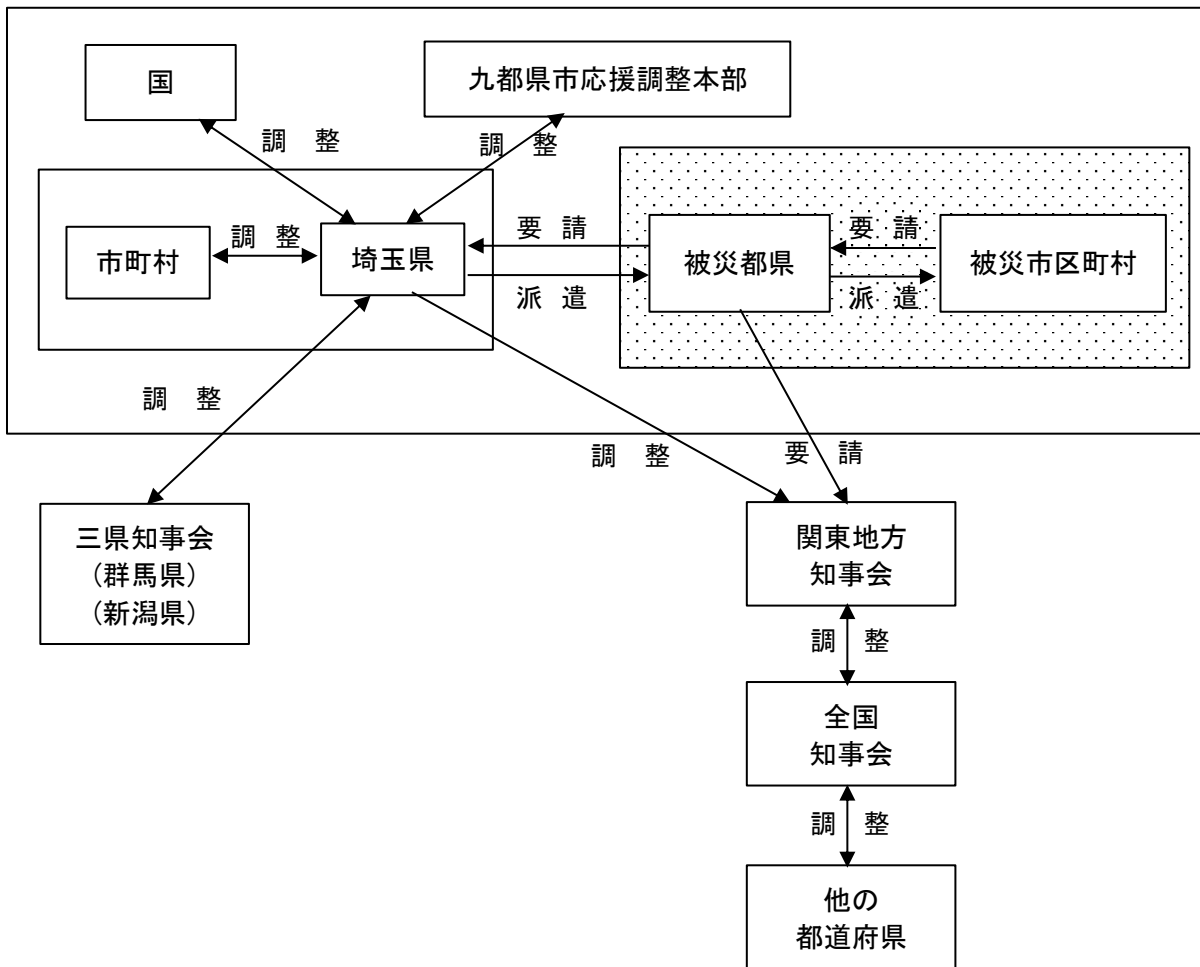 国
九都県市応援調整本部
調 整
調 整
市町村
調 整
埼玉県
要 請
派 遣
被災都県
要 請
派 遣
被災市区町村
調 整
調 整
要 請
三県知事会
(群馬県)
(新潟県)
関東地方
知事会
調 整
全国
知事会
調 整
他の
都道府県